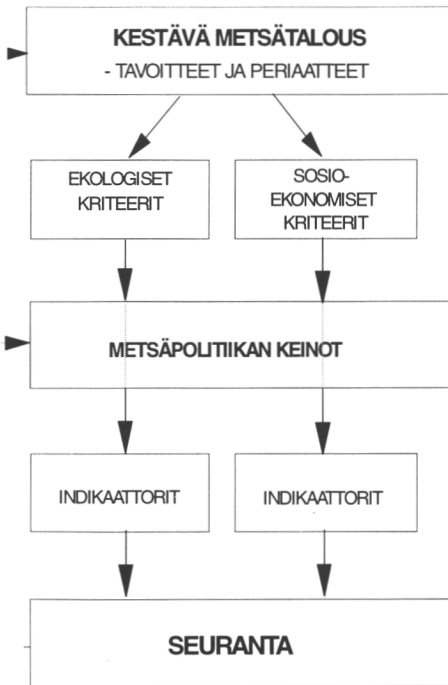 KESTÄVÄ METSÄTALOUS
- TAVOITTEET JA PERIAATTEET
EKOLOGISET
KRITEERIT
SOSIO-
EKONOMISET
KRITEERIT
METSÄPOLITIIKAN KEINOT
INDIKAATTORIT
INDIKAATTORIT
SEURANTA